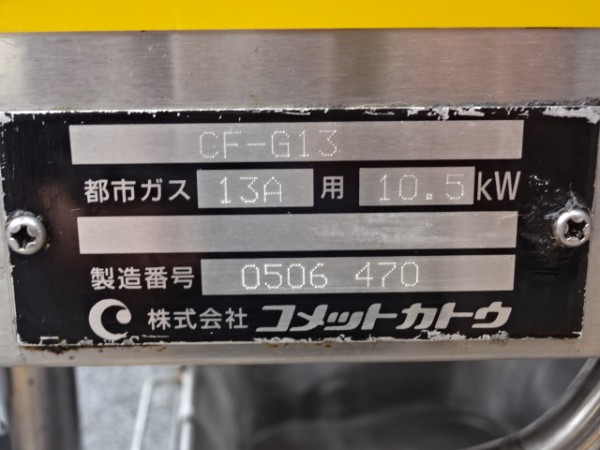 CF-G13
都市ガス 13A 用 10.5 kW
製造番号 0506 470
株式会社 コメットカトウ